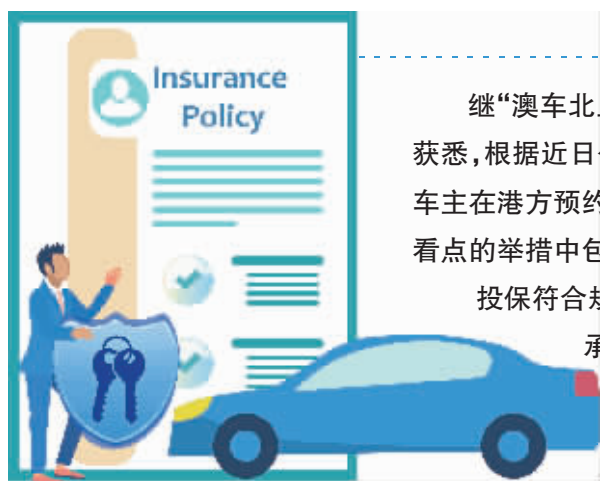 Insurance
Policy
继“澳车北
获悉，根据近日
车主在港方预约
看点的举措中包
投保符合规
承